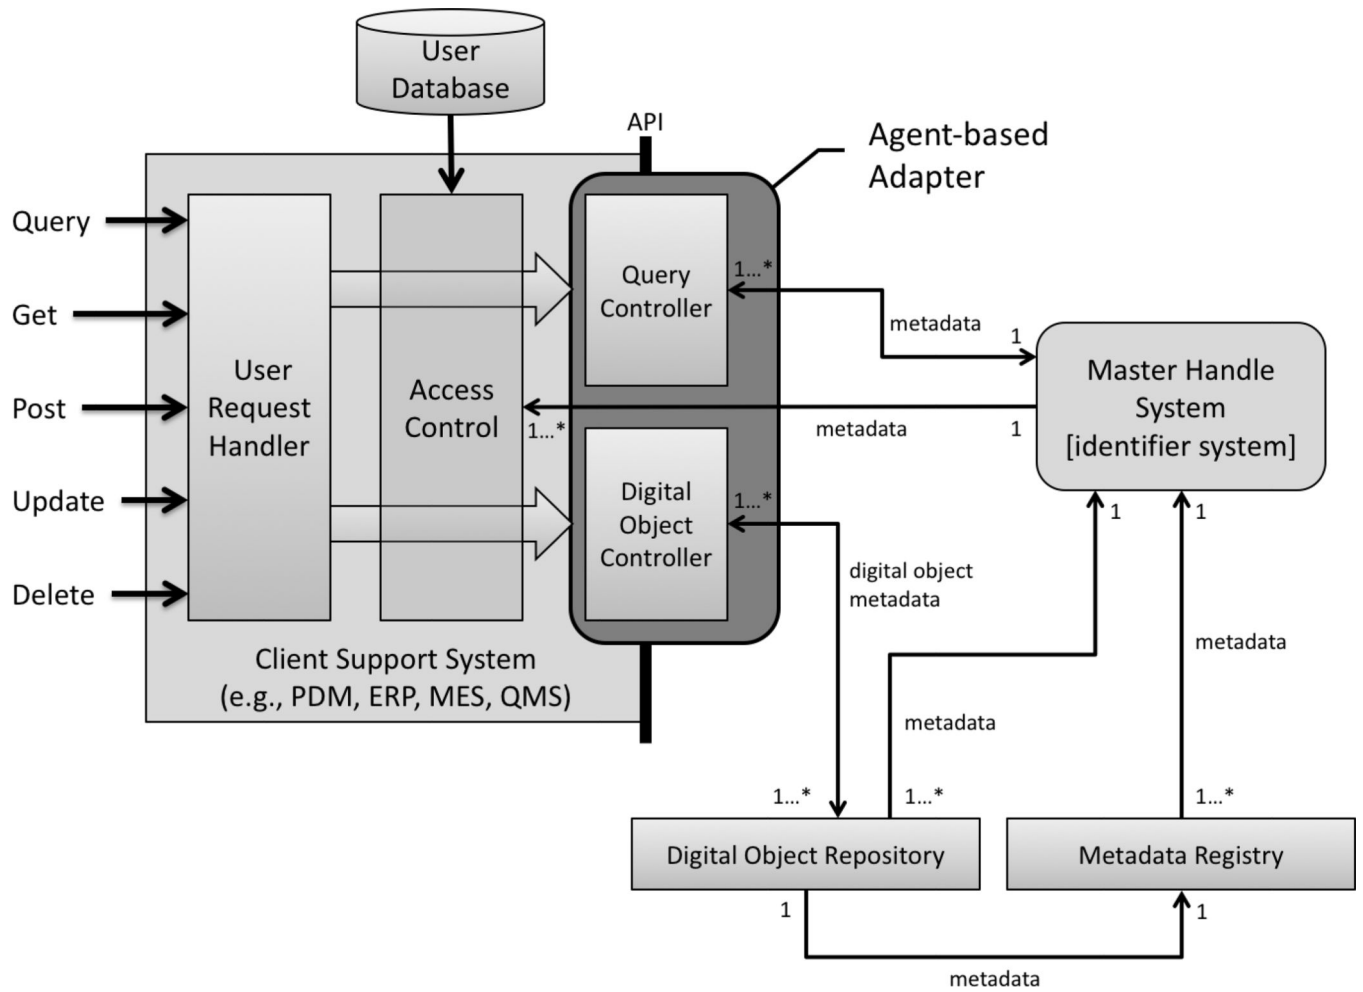 User
Database
API
Agent-based
Adapter
Query
Get
Post
Update
Delete
User
Request
Handler
Access
Control
Query
Controller
Digital
Object
Controller
Client Support System
(e.g., PDM, ERP, MES, QMS)
1...*
metadata
1
1...*
metadata
1
Master Handle
System
[identifier system]
1...*
digital object
metadata
1
1
metadata
metadata
1...*
1...*
1...*
Digital Object Repository
Metadata Registry
1
1
metadata